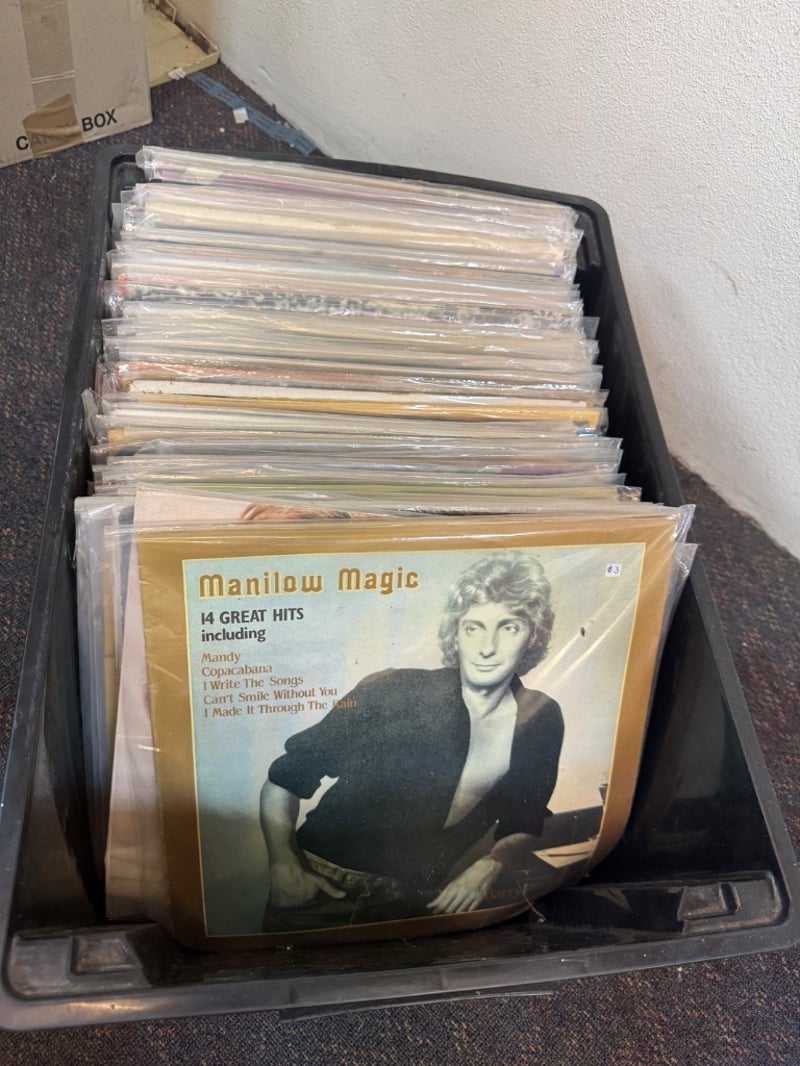 BOX
Manilow Magic
14 GREAT HITS
including
Mandy
Copacabana
I Write The Songs
Can't Smile Without You
I Made It Through The Rain